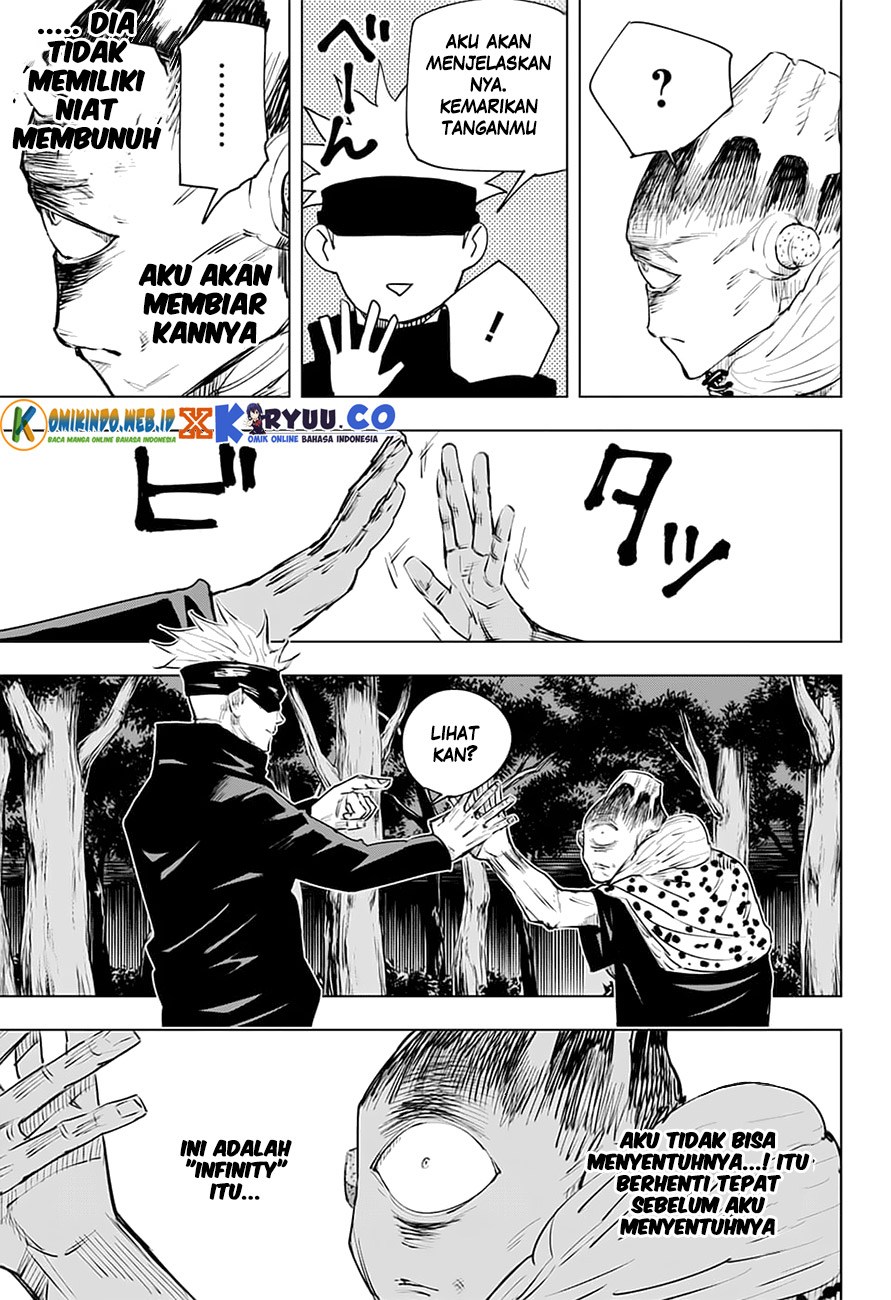 ?
AKU AKAN
MENJELASKAN
NYA.
KEMARIKAN
TANGANMU
べーん
!
.........
..... DIA
TIDAK
MEMILIKI
NIAT
MEMBUNUH
AKU AKAN
MEMBIAR
KANNYA
KOMIKINDO.WEB.ID X KIRYUU.CO
BACA MANGA ONLINE BAHASA INDONESIA
KOMIK ONLINE BAHASA INDONESIA
タッ
ピ
LIHAT
KAN?
AKU TIDAK BISA
MENYENTUHNYA...! ITU
BERHENTI TEPAT
SEBELUM AKU
MENYENTUHNYA
INI ADALAH
"INFINITY"
ITU...